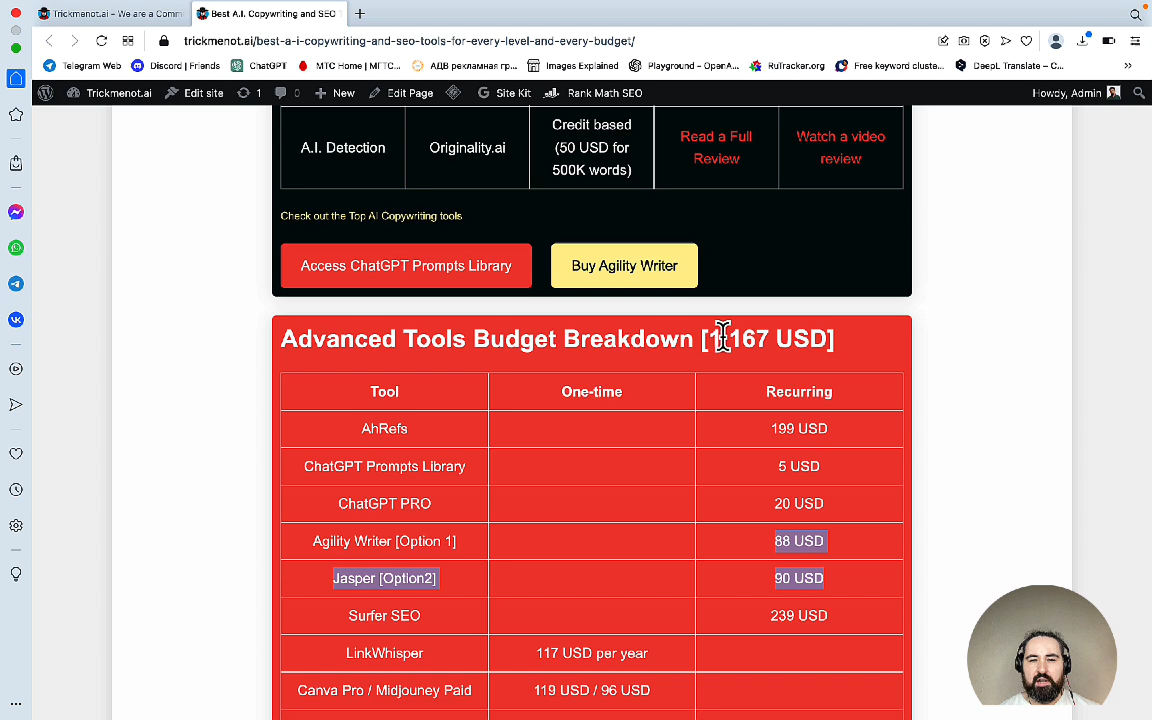 Trickmenot.ai – We are a Comm
Best A.I. Copywriting and SEO T
trickmenot.ai/best-a-i-copywriting-and-seo-tools-for-every-level-and-every-budget/
Telegram Web
Discord | Friends
ChatGPT
МТС Home | МТГ...
АДВ рекламная гр...
Images Explained
Playground – OpenA...
RuTracker.org
Free keyword cluste...
DeepL Translate – C...
Trickmenot.ai
Edit site
1
0
New
Edit Page
Site Kit
Rank Math SEO
Howdy, Admin
A.I. Detection
Originality.ai
Credit based
(50 USD for
500K words)
Read a Full
Review
Watch a video
review
Check out the Top AI Copywriting tools
Access ChatGPT Prompts Library
Buy Agility Writer
Advanced Tools Budget Breakdown [1,167 USD]
Tool One-time Recurring
AhRefs 199 USD
ChatGPT Prompts Library 5 USD
ChatGPT PRO 20 USD
Agility Writer [Option 1] 88 USD
Jasper [Option2] 90 USD
Surfer SEO 239 USD
LinkWhisper 117 USD per year
Canva Pro / Midjouney Paid 119 USD / 96 USD